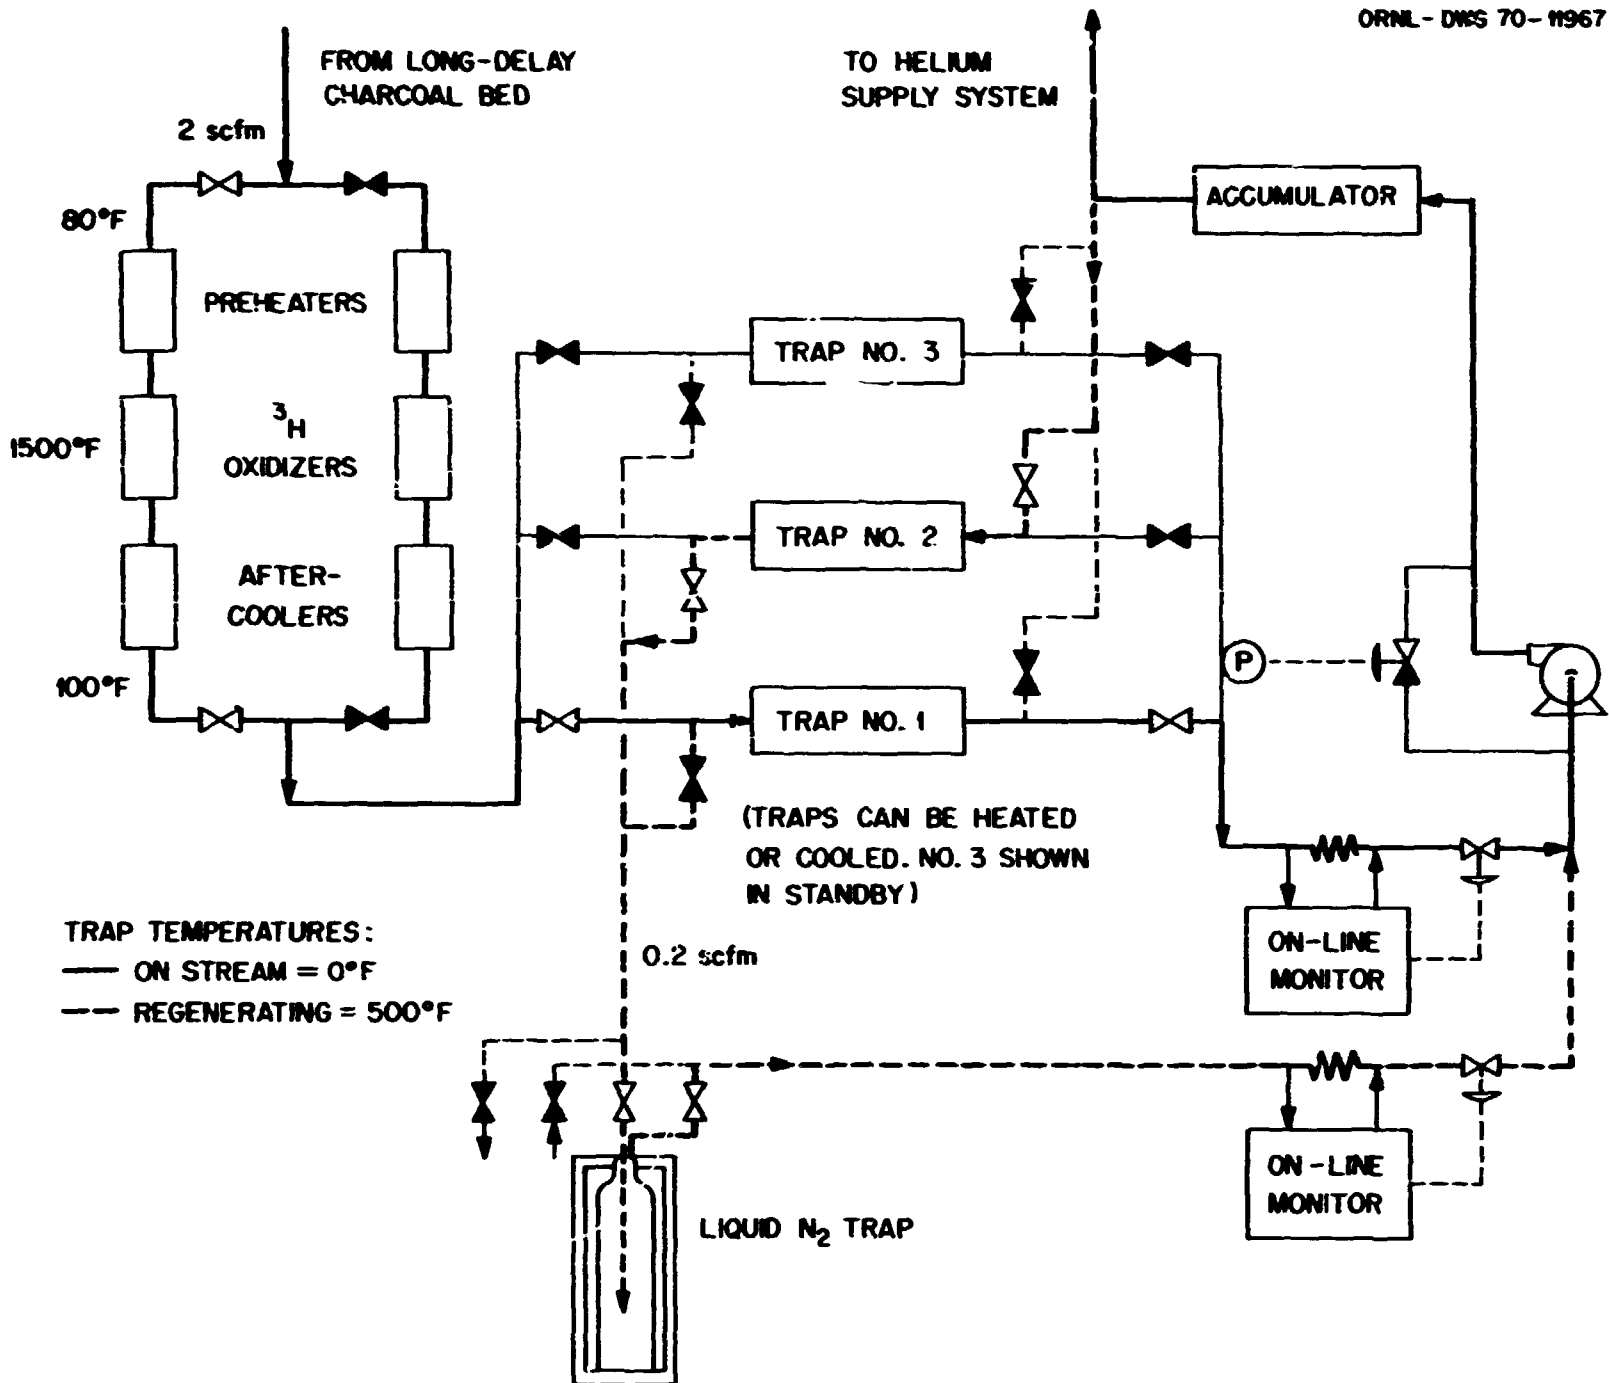 ORNL-DWG 70-11967
FROM LONG-DELAY
CHARCOAL BED
TO HELIUM
SUPPLY SYSTEM
2 scfm
ACCUMULATOR
80°F
PREHEATERS
TRAP NO. 3
3H
OXIDIZERS
1500°F
TRAP NO. 2
AFTER-
COOLERS
100°F
P
TRAP NO. 1
(TRAPS CAN BE HEATED
OR COOLED. NO. 3 SHOWN
IN STANDBY)
TRAP TEMPERATURES:
ON STREAM = 0°F
REGENERATING = 500°F
0.2 scfm
ON-LINE
MONITOR
ON-LINE
MONITOR
LIQUID N2 TRAP